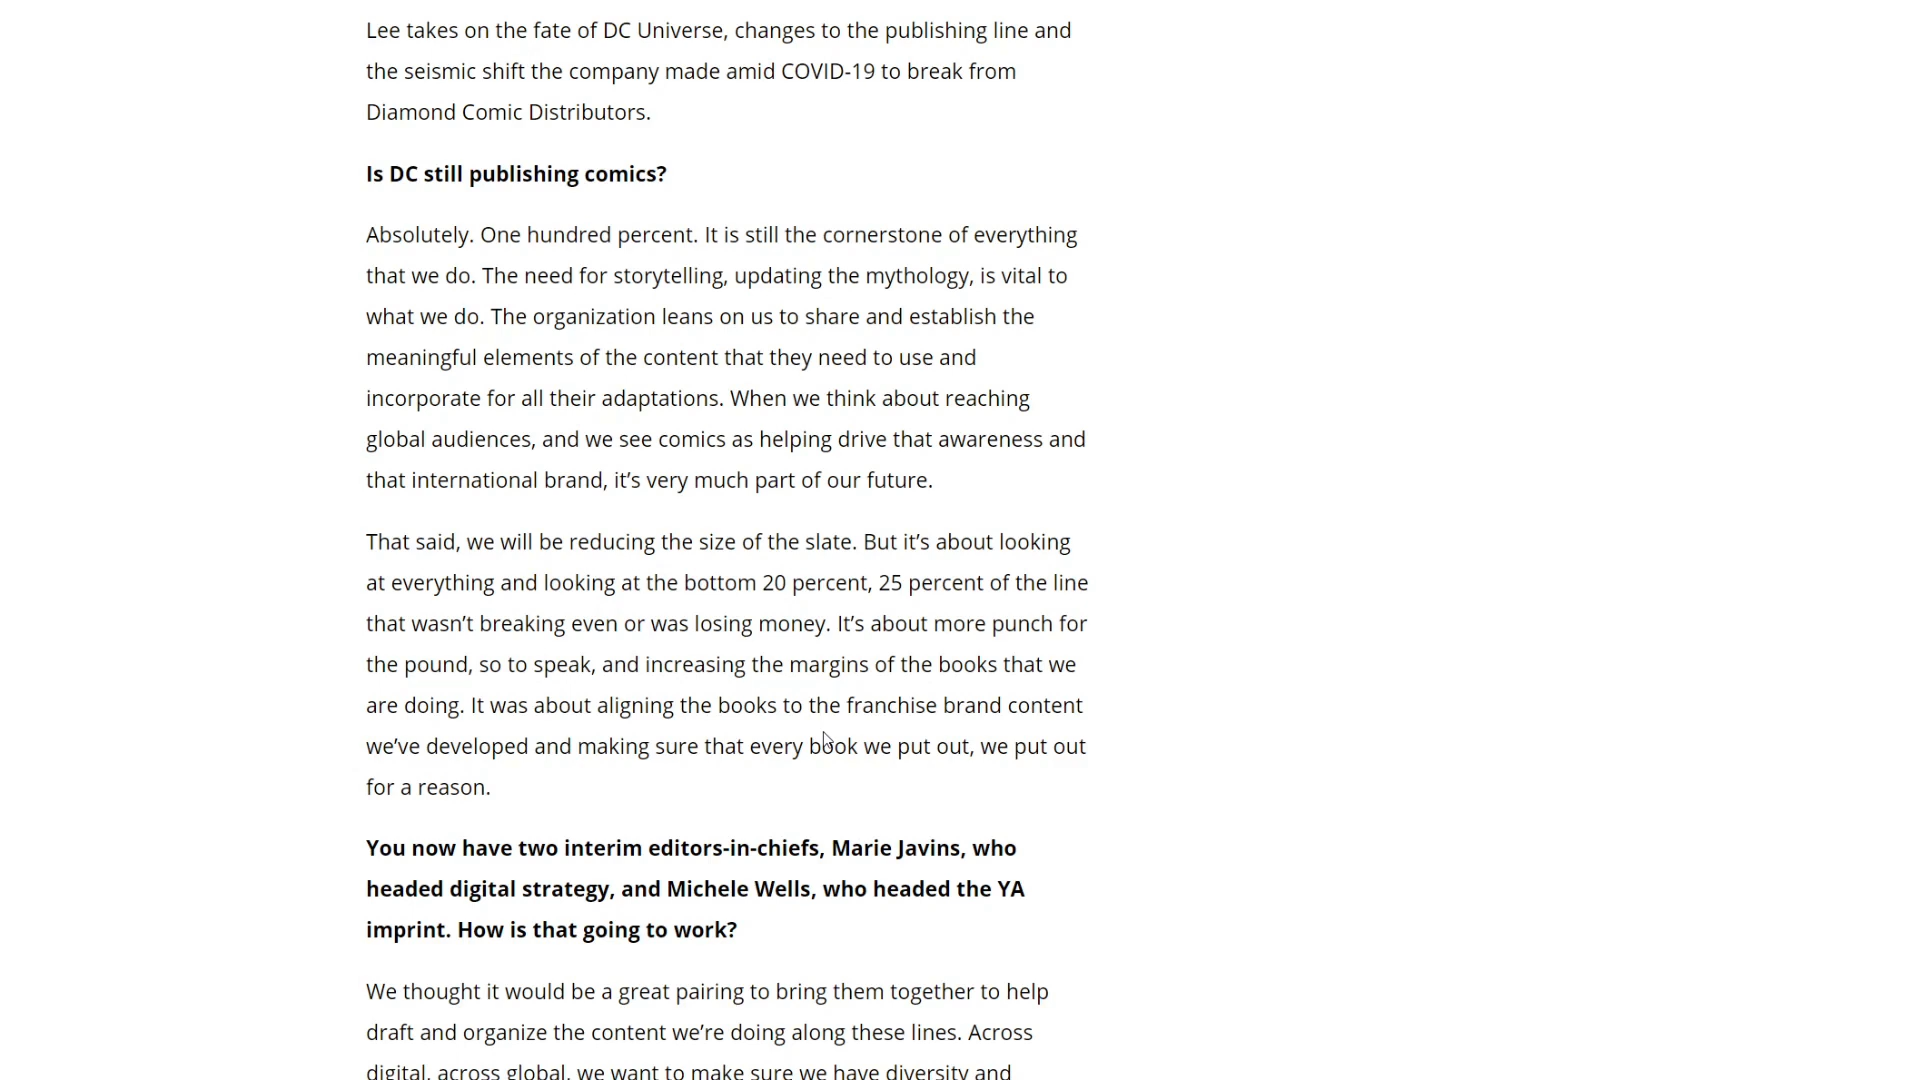 Lee takes on the fate of DC Universe, changes to the publishing line and
the seismic shift the company made amid COVID-19 to break from
Diamond Comic Distributors.
Is DC still publishing comics?
Absolutely. One hundred percent. It is still the cornerstone of everything
that we do. The need for storytelling, updating the mythology, is vital to
what we do. The organization leans on us to share and establish the
meaningful elements of the content that they need to use and
incorporate for all their adaptations. When we think about reaching
global audiences, and we see comics as helping drive that awareness and
that international brand, it’s very much part of our future.
That said, we will be reducing the size of the slate. But it’s about looking
at everything and looking at the bottom 20 percent, 25 percent of the line
that wasn’t breaking even or was losing money. It’s about more punch for
the pound, so to speak, and increasing the margins of the books that we
are doing. It was about aligning the books to the franchise brand content
we’ve developed and making sure that every book we put out, we put out
for a reason.
You now have two interim editors-in-chiefs, Marie Javins, who
headed digital strategy, and Michele Wells, who headed the YA
imprint. How is that going to work?
We thought it would be a great pairing to bring them together to help
draft and organize the content we’re doing along these lines. Across
digital, across global, we want to make sure we have diversity and